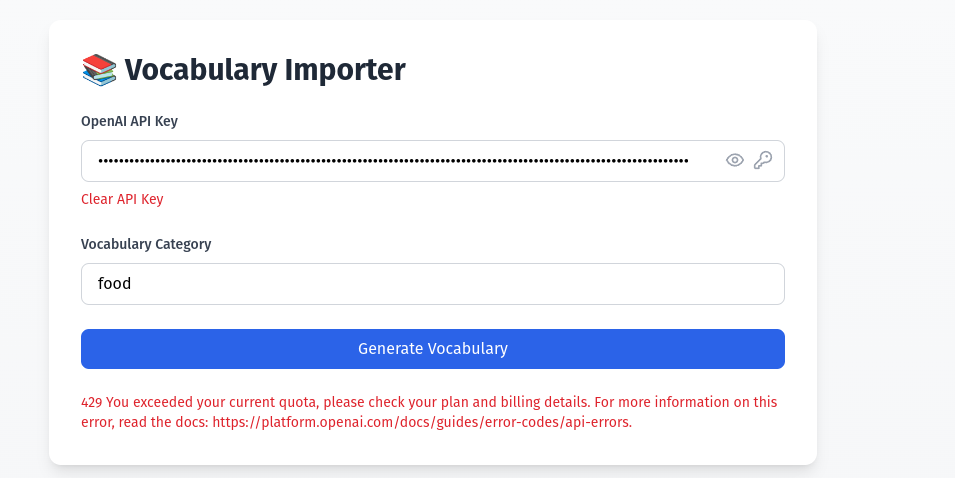 📚 Vocabulary Importer
OpenAI API Key
Clear API Key
Vocabulary Category
food
Generate Vocabulary
429 You exceeded your current quota, please check your plan and billing details. For more information on this
error, read the docs: https://platform.openai.com/docs/guides/error-codes/api-errors.